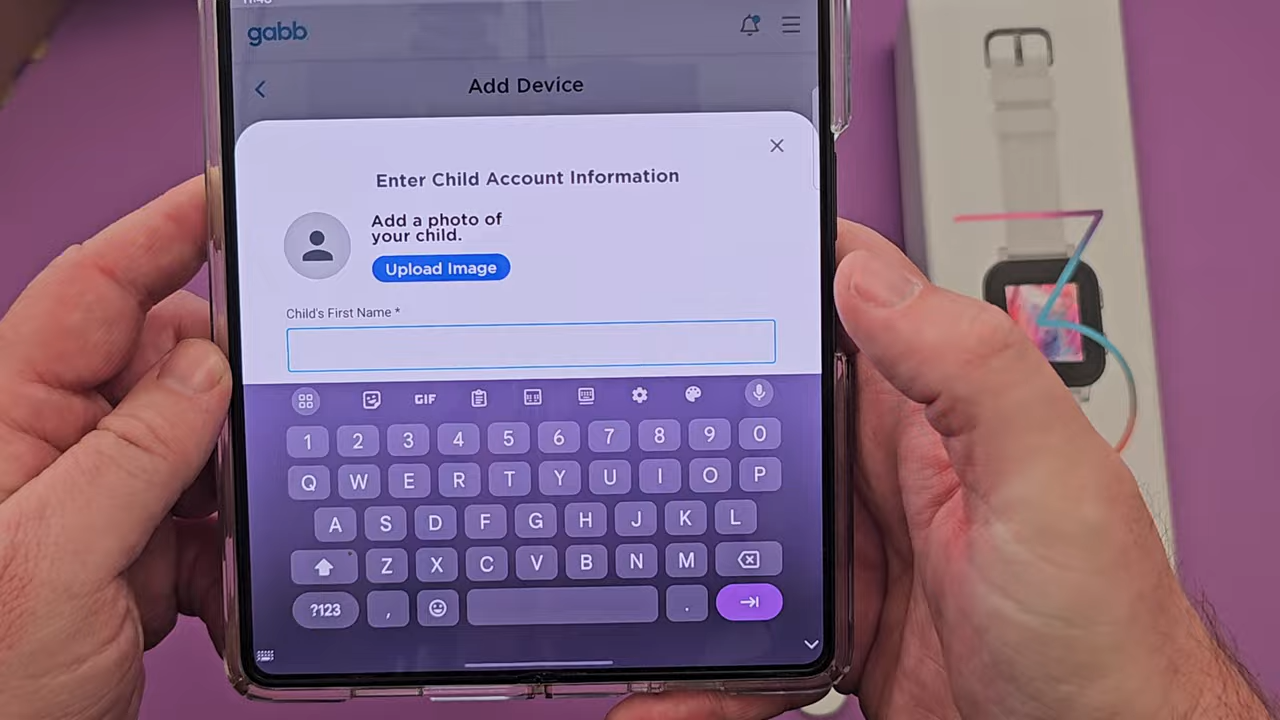 gabb
Add Device
Enter Child Account Information
Add a photo of
your child.
Upload Image
Child's First Name *
GIF
1 2 3 4 5 6 7 8 9 0
Q W E R T Y U I O P
A S D F G H J K L
Z X C V B N M
?123 , .
3